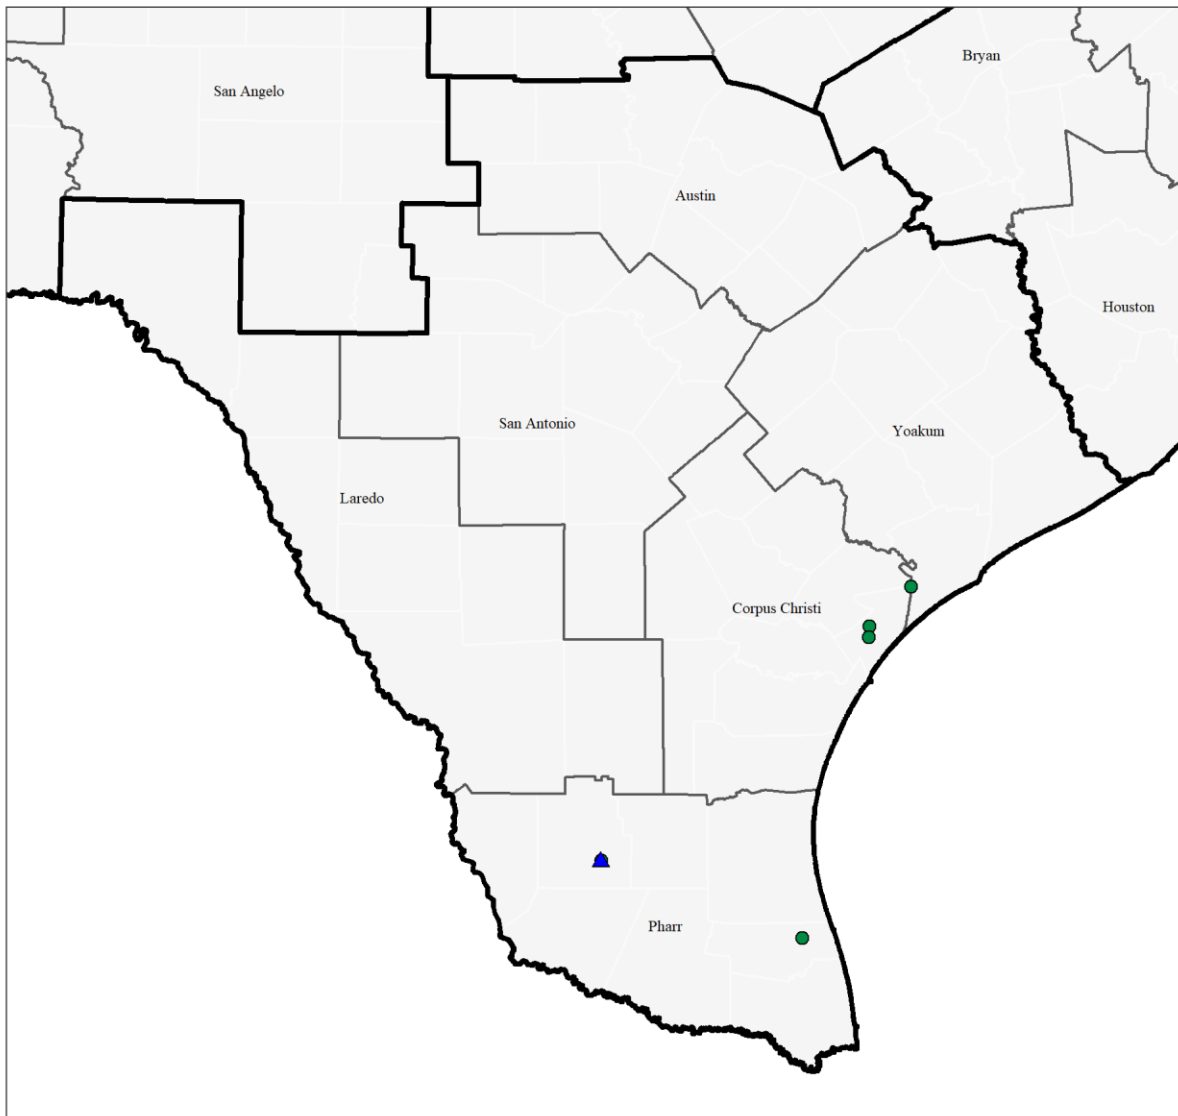 Bryan
San Angelo
Austin
Houston
San Antonio
Yoakum
Laredo
Corpus Christi
Pharr